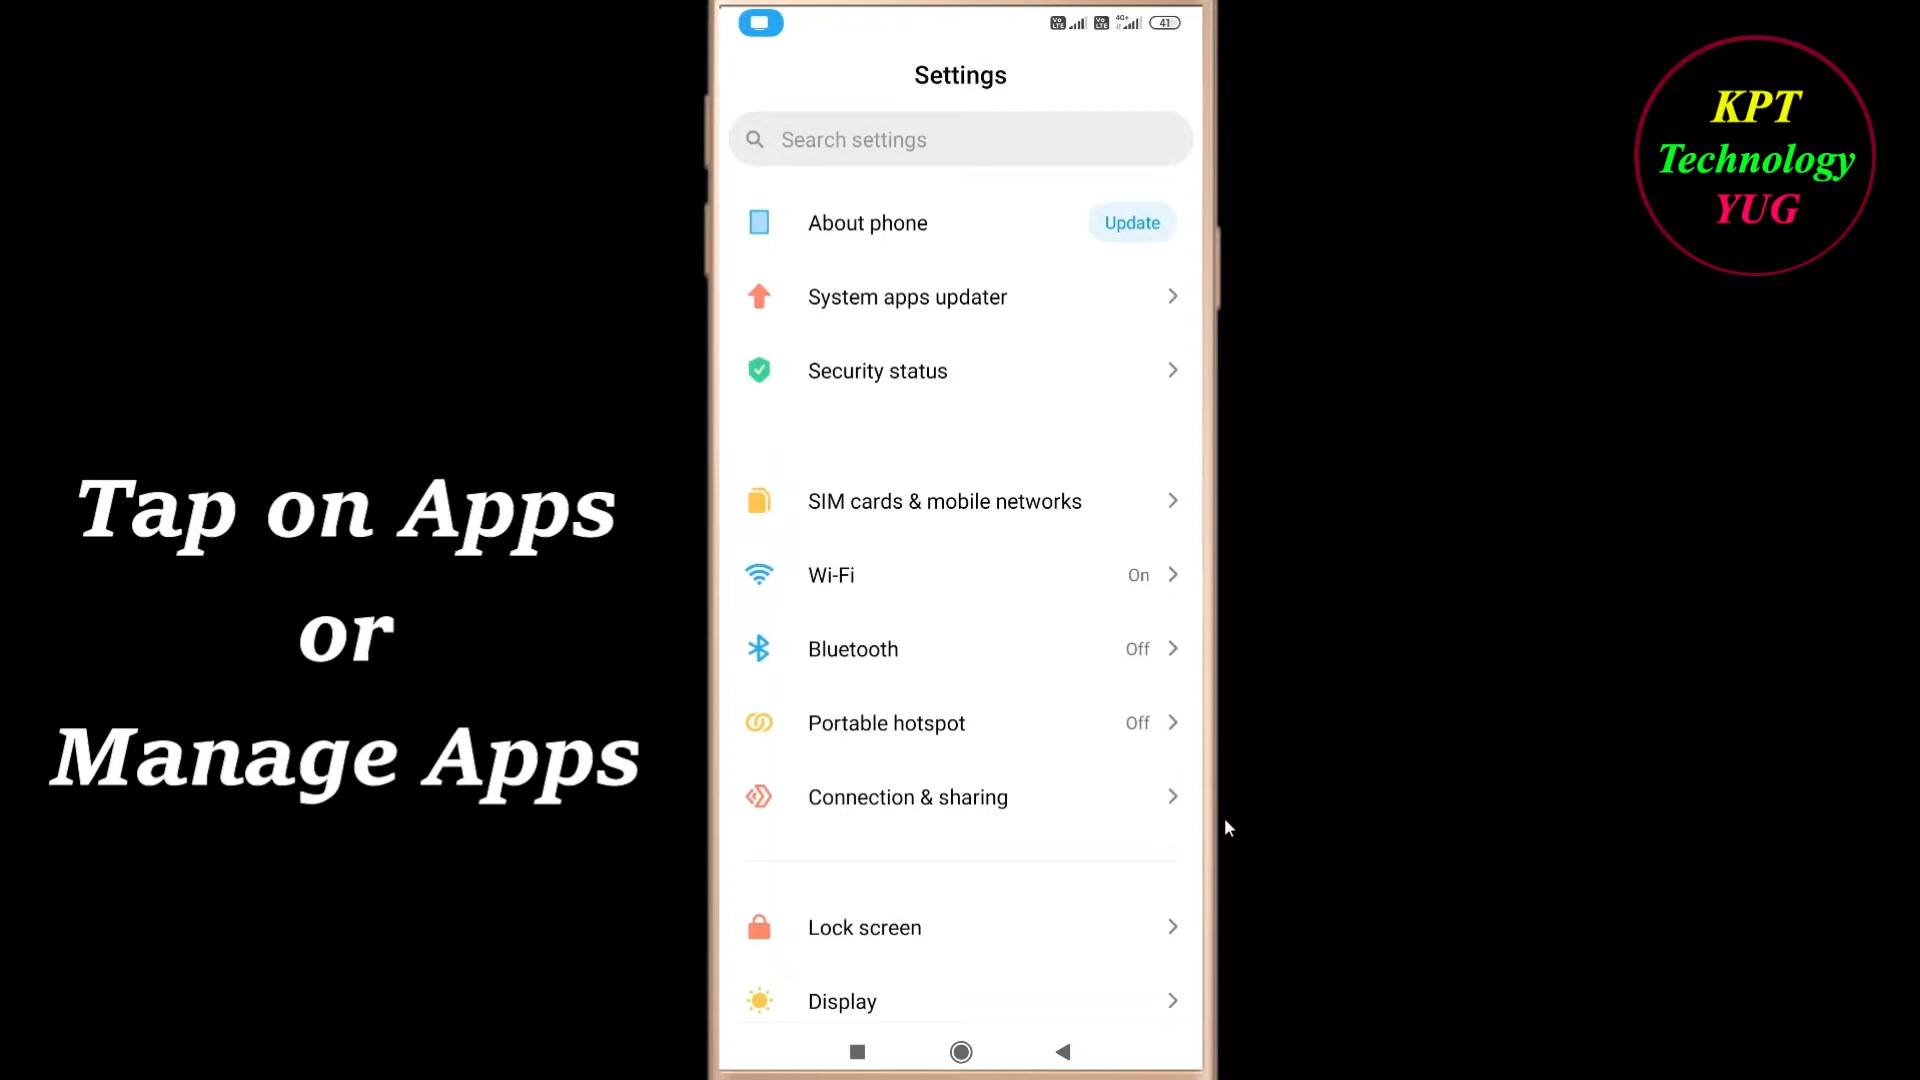 41
Settings
Search settings
About phone
Update
System apps updater
Security status
SIM cards & mobile networks
Wi-Fi
On
Bluetooth
Off
Portable hotspot
Off
Connection & sharing
Lock screen
Display
Tap on Apps
or
Manage Apps
KPT
Technology
YUG